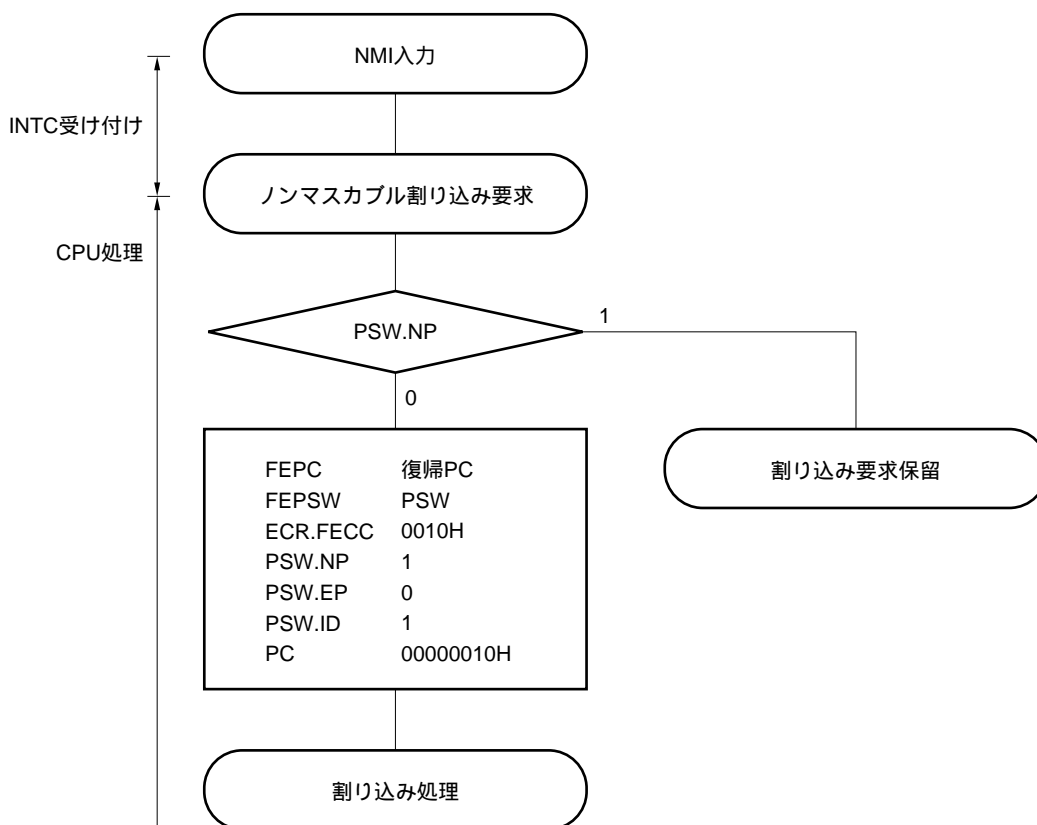 NMI入力
INTC受け付け
ノンマスカブル割り込み要求
CPU処理
PSW.NP
1
0
FEPC 復帰PC
FEPSW PSW
ECR.FECC 0010H
PSW.NP 1
PSW.EP 0
PSW.ID 1
PC 00000010H
割り込み要求保留
割り込み処理